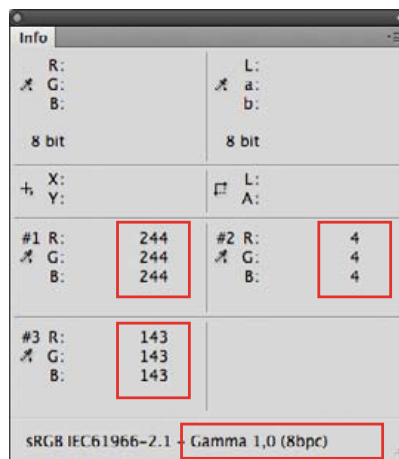 Info
R: L:
G: a:
B: b:
8 bit 8 bit
X: L:
Y: A:
#1 R: 244 #2 R: 4
G: 244 G: 4
B: 244 B: 4
#3 R: 143
G: 143
B: 143
sRGB IEC61966-2.1 - Gamma 1,0 (8bpc)